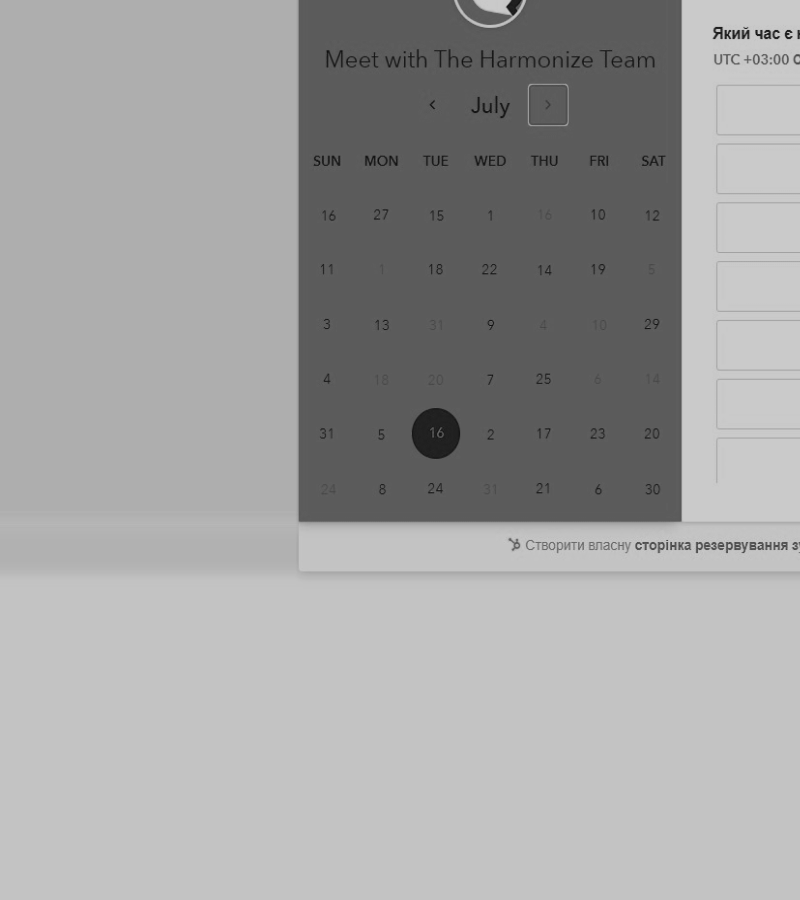 Meet with The Harmonize Team
July
SUN MON TUE WED THU FRI SAT
16 27 15 1 16 10 12
11 1 18 22 14 19 5
3 13 31 9 4 10 29
4 18 20 7 25 6 14
31 5 16 2 17 23 20
24 8 24 31 21 6 30
Який час є
UTC +03:00
Створити власну сторінка резервування